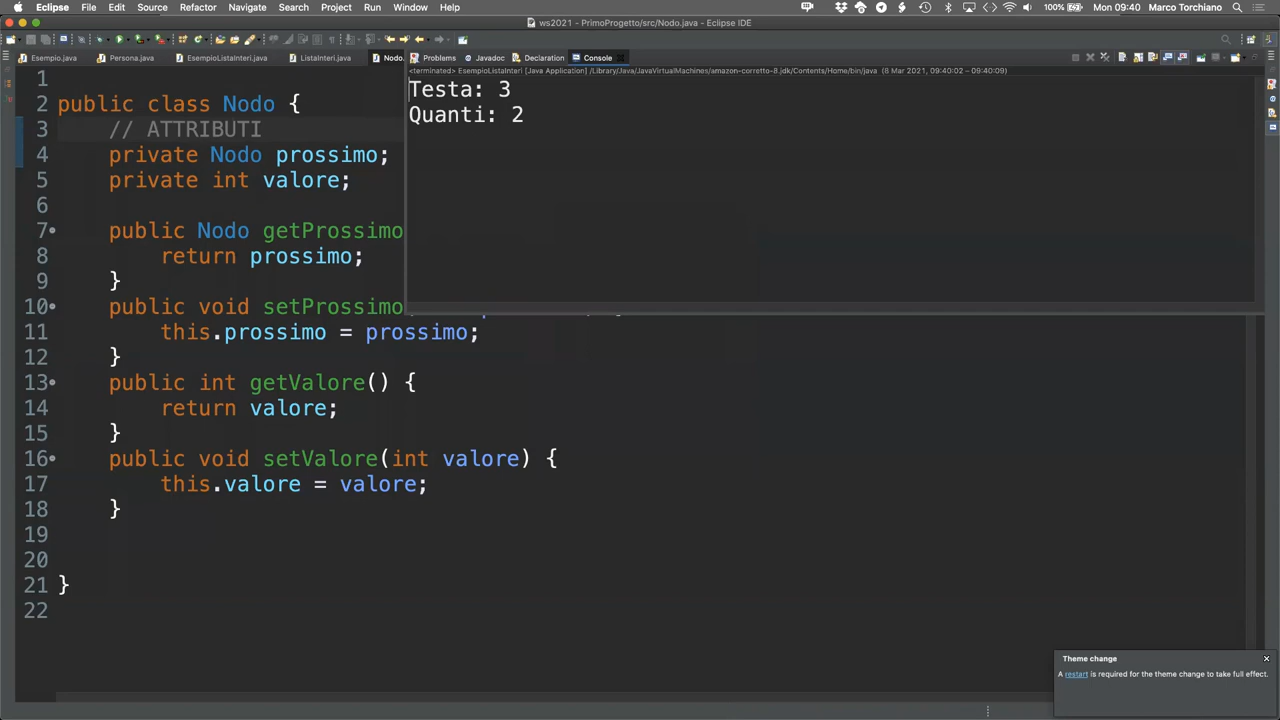 Eclipse File Edit Source Refactor Navigate Search Project Run Window Help 100% Mon 09:40 Marco Torchiano
ws2021 - PrimoProgetto/src/Nodo.java - Eclipse IDE
Esempio.java Persona.java EsempioListaInteri.java ListaInteri.java Nodo. Problems Javadoc Declaration Console
<terminated> EsempioListaInteri [Java Application] /Library/Java/JavaVirtualMachines/amazon-corretto-8.jdk/Contents/Home/bin/java (8 Mar 2021, 09:40:02 – 09:40:09)
Testa: 3
Quanti: 2
1
2 public class Nodo {
3 // ATTRIBUTI
4 private Nodo prossimo;
5 private int valore;
6
7 public Nodo getProssimo
8 return prossimo;
9 }
10 public void setProssimo
11 this.prossimo = prossimo;
12 }
13 public int getValore() {
14 return valore;
15 }
16 public void setValore(int valore) {
17 this.valore = valore;
18 }
19
20
21 }
22
Theme change
A restart is required for the theme change to take full effect.